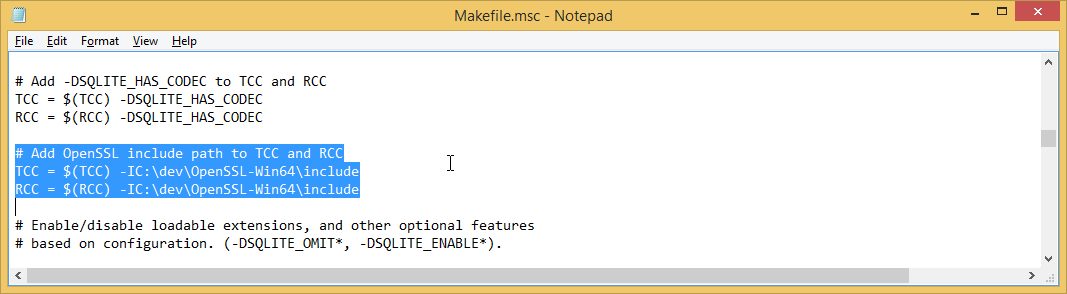 Makefile.msc - Notepad
File Edit Format View Help
# Add -DSQLITE_HAS_CODEC to TCC and RCC
TCC = $(TCC) -DSQLITE_HAS_CODEC
RCC = $(RCC) -DSQLITE_HAS_CODEC
# Add OpenSSL include path to TCC and RCC
TCC = $(TCC) -IC:\dev\OpenSSL-Win64\include
RCC = $(RCC) -IC:\dev\OpenSSL-Win64\include
# Enable/disable loadable extensions, and other optional features
# based on configuration. (-DSQLITE_OMIT*, -DSQLITE_ENABLE*).